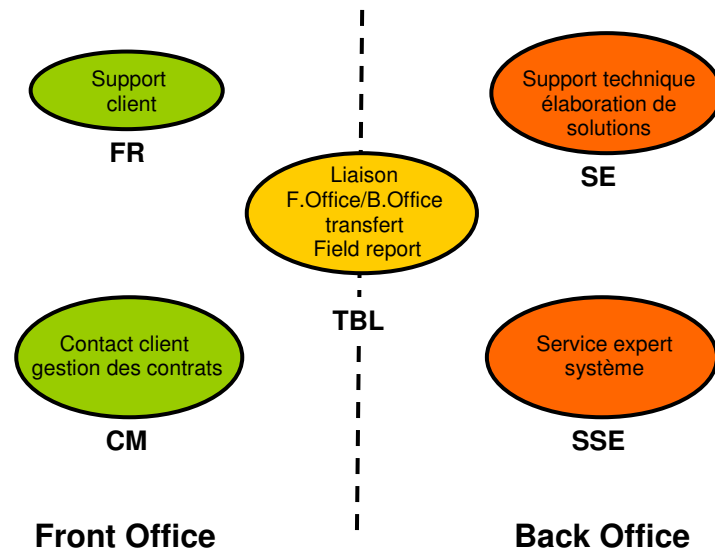 Support
client
FR
Support technique
élaboration de
solutions
SE
Liaison
F.Office/B.Office
transfert
Field report
TBL
Contact client
gestion des contrats
CM
Service expert
système
SSE
Front Office
Back Office